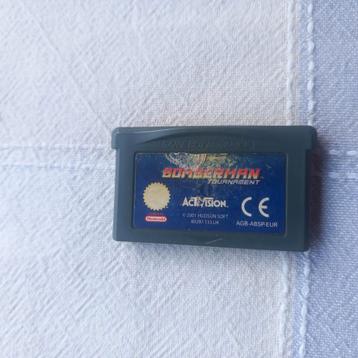 BOMBERMAN
TOURNAMENT
Nintendo
ACTIVISION
CE
© 2001 HUDSON SOFT
AGB-ABSP-EUR